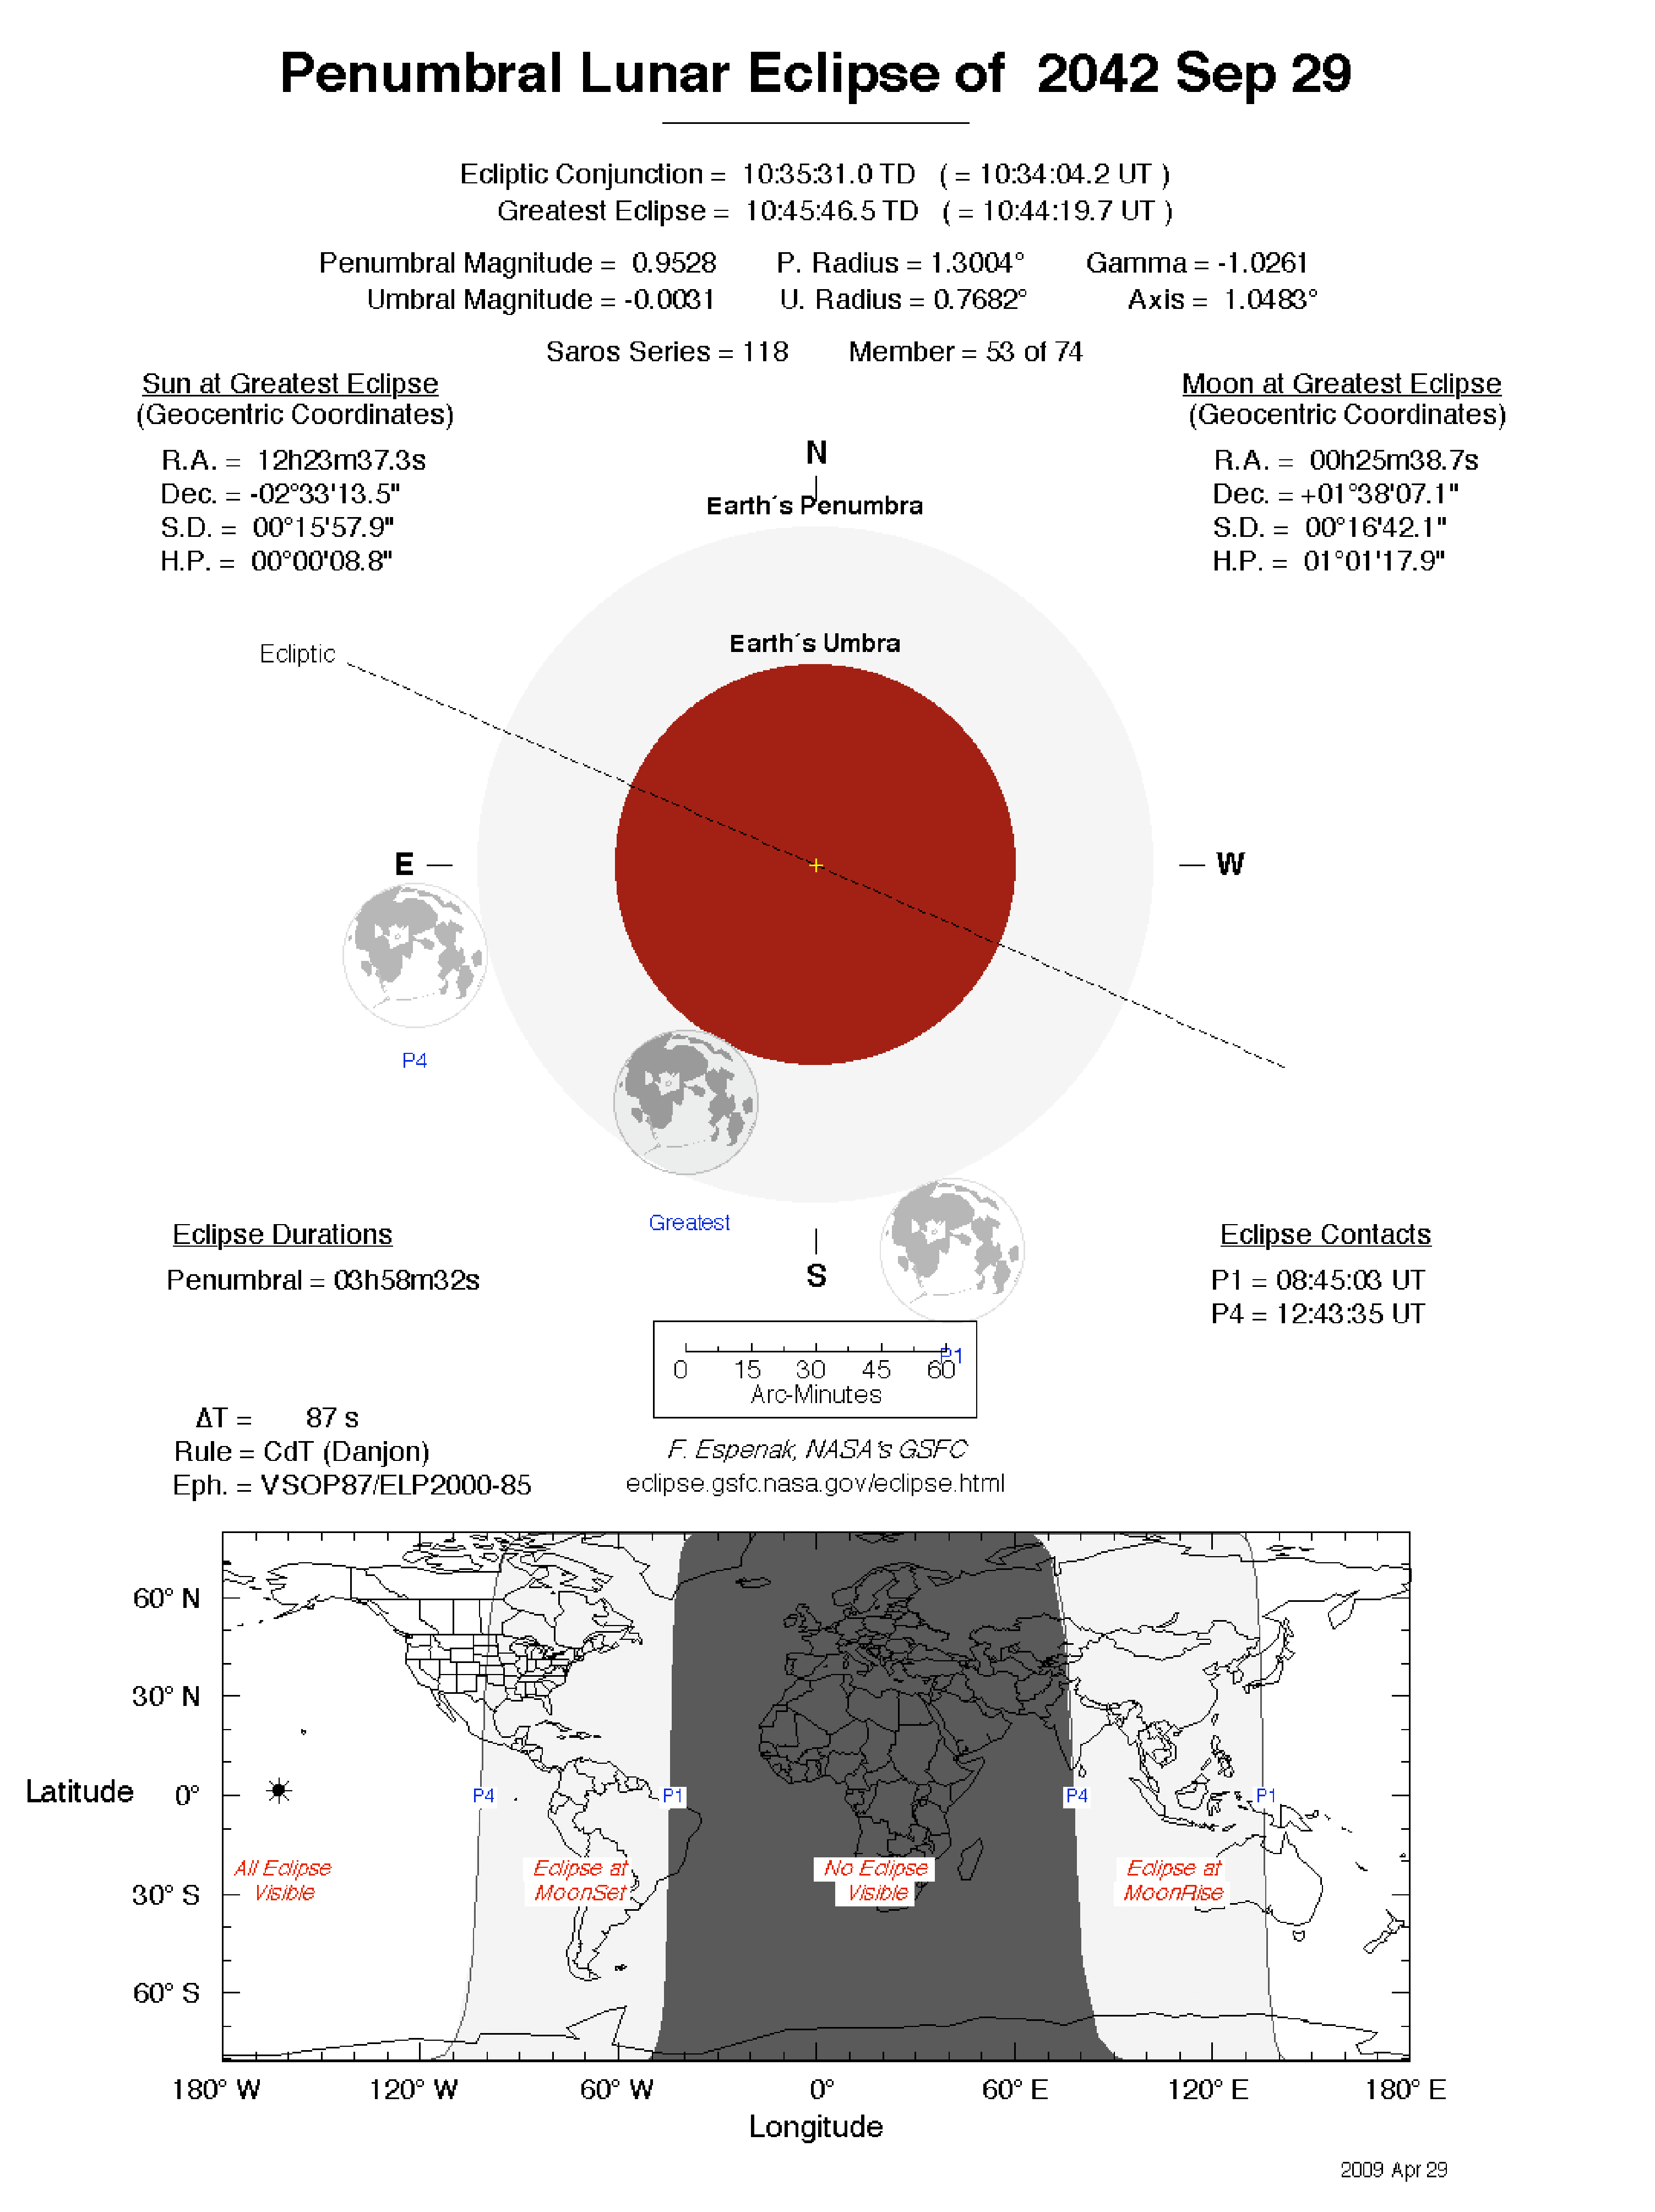 Penumbral Lunar Eclipse of 2042 Sep 29
Ecliptic Conjunction = 10:35:31.0 TD ( = 10:34:04.2 UT )
Greatest Eclipse = 10:45:46.5 TD ( = 10:44:19.7 UT )
Penumbral Magnitude = 0.9528 P. Radius = 1.3004° Gamma = -1.0261
Umbral Magnitude = -0.0031 U. Radius = 0.7682° Axis = 1.0483°
Saros Series = 118 Member = 53 of 74
Sun at Greatest Eclipse
(Geocentric Coordinates)
R.A. = 12h23m37.3s
Dec. = -02°33'13.5"
S.D. = 00°15'57.9"
H.P. = 00°00'08.8"
Moon at Greatest Eclipse
(Geocentric Coordinates)
R.A. = 00h25m38.7s
Dec. = +01°38'07.1"
S.D. = 00°16'42.1"
H.P. = 01°01'17.9"
N
Earth´s Penumbra
Earth´s Umbra
Ecliptic
E
W
P4
Greatest
S
P1
Eclipse Durations
Penumbral = 03h58m32s
Eclipse Contacts
P1 = 08:45:03 UT
P4 = 12:43:35 UT
0 15 30 45 60
Arc-Minutes
ΔT = 87 s
Rule = CdT (Danjon)
Eph. = VSOP87/ELP2000-85
F. Espenak, NASA's GSFC
eclipse.gsfc.nasa.gov/eclipse.html
60° N
30° N
Latitude 0°
30° S
60° S
P4 P1 P4 P1
All Eclipse
Visible
Eclipse at
MoonSet
No Eclipse
Visible
Eclipse at
MoonRise
180° W 120° W 60° W 0° 60° E 120° E 180° E
Longitude
2009 Apr 29